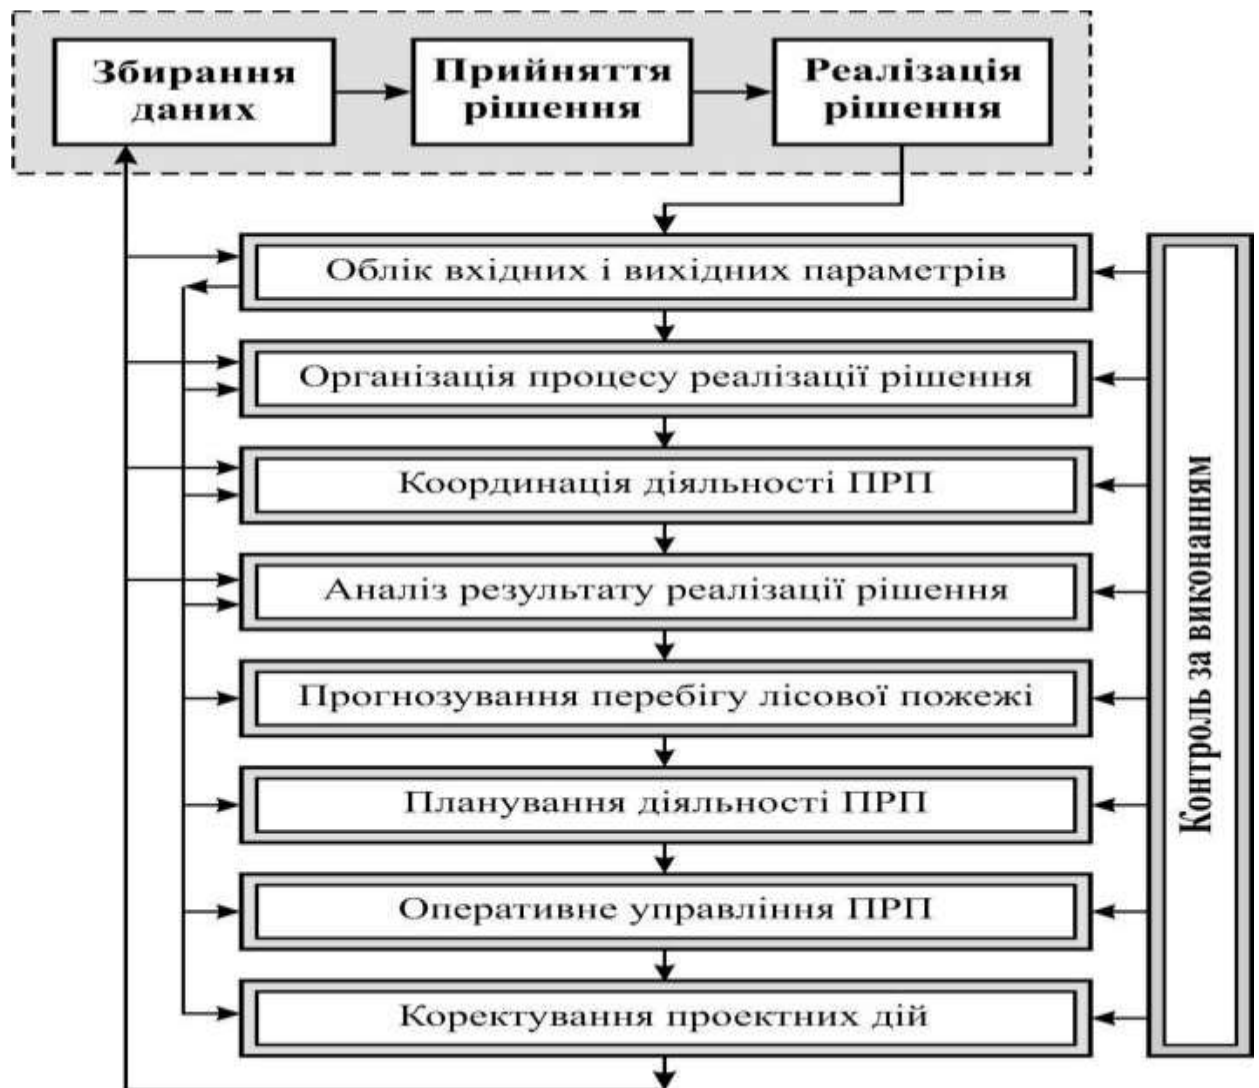 Збирання
даних
Прийняття
рішення
Реалізація
рішення
Облік вхідних і вихідних параметрів
Організація процесу реалізації рішення
Координація діяльності ПРП
Аналіз результату реалізації рішення
Прогнозування перебігу лісової пожежі
Планування діяльності ПРП
Оперативне управління ПРП
Коректування проектних дій
Контроль за виконанням